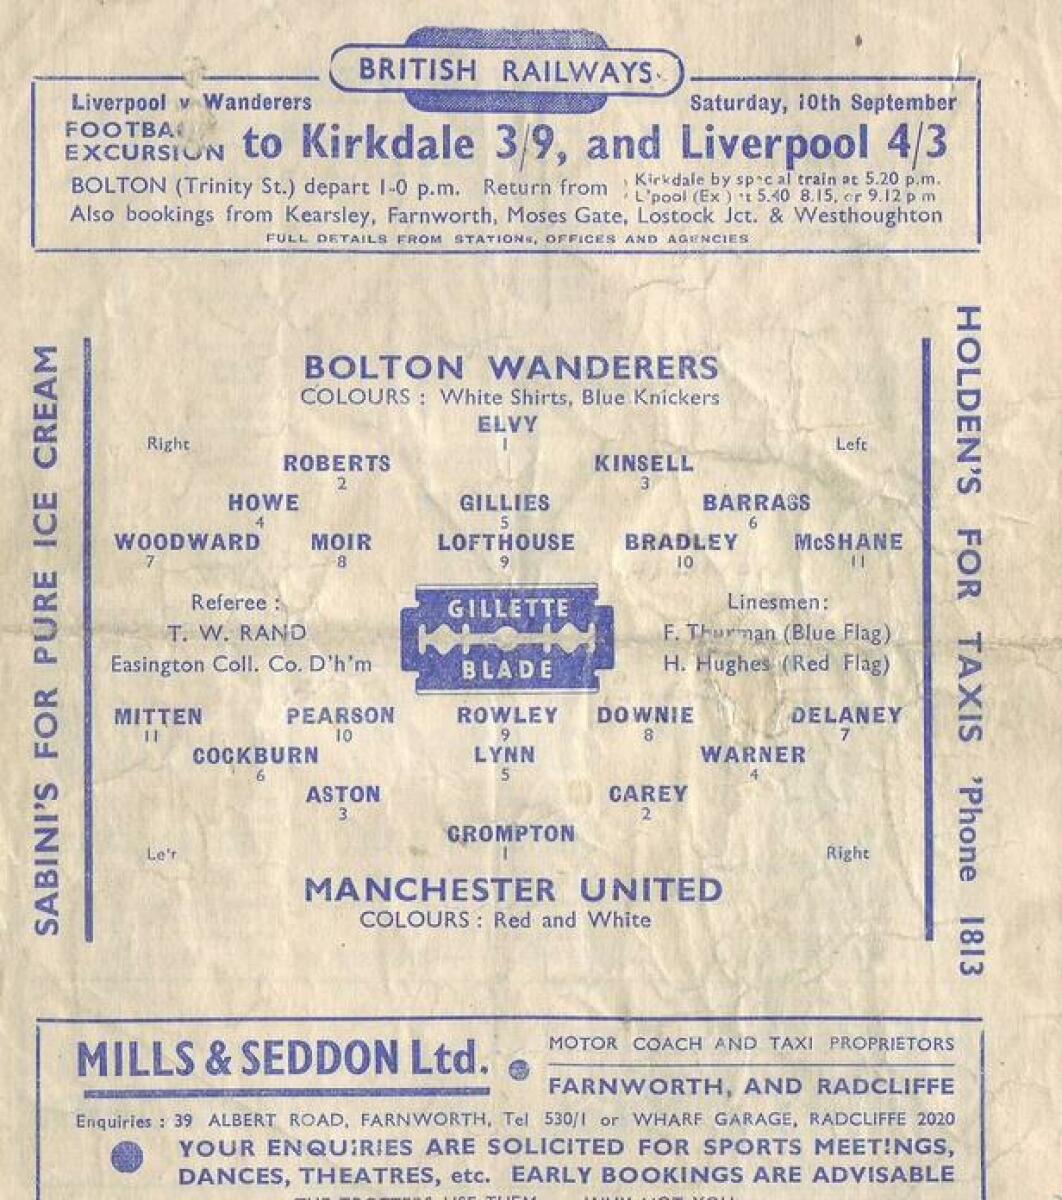 BRITISH RAILWAYS
Liverpool v Wanderers
Saturday, 10th September
FOOTBA
EXCURSION
to Kirkdale 3/9, and Liverpool 4/3
BOLTON (Trinity St.) depart 1-0 p.m. Return from
Kirkdale by special train at 5.20 p.m.
L'pool (Ex) at 5.40 8.15, or 9.12 p m
Also bookings from Kearsley, Farnworth, Moses Gate, Lostock Jct. & Westhoughton
FULL DETAILS FROM STATIONS, OFFICES AND AGENCIES
SABINI'S FOR PURE ICE CREAM
HOLDEN'S FOR TAXIS 'Phone 1813
BOLTON WANDERERS
COLOURS : White Shirts, Blue Knickers
ELVY
1
Right
Left
ROBERTS KINSELL
2 3
HOWE GILLIES BARRASS
4 5 6
WOODWARD MOIR LOFTHOUSE BRADLEY McSHANE
7 8 9 10 11
Referee :
T. W. RAND
Easington Coll. Co. D'h'm
GILLETTE
BLADE
Linesmen:
F. Thurman (Blue Flag)
H. Hughes (Red Flag)
MITTEN PEARSON ROWLEY DOWNIE DELANEY
11 10 9 8 7
COCKBURN LYNN WARNER
6 5 4
ASTON CAREY
3 2
CROMPTON
1
Le'r
Right
MANCHESTER UNITED
COLOURS : Red and White
MILLS & SEDDON Ltd.
MOTOR COACH AND TAXI PROPRIETORS
FARNWORTH, AND RADCLIFFE
Enquiries : 39 ALBERT ROAD, FARNWORTH, Tel 530/1 or WHARF GARAGE, RADCLIFFE 2020
YOUR ENQUIRIES ARE SOLICITED FOR SPORTS MEETINGS,
DANCES, THEATRES, etc. EARLY BOOKINGS ARE ADVISABLE